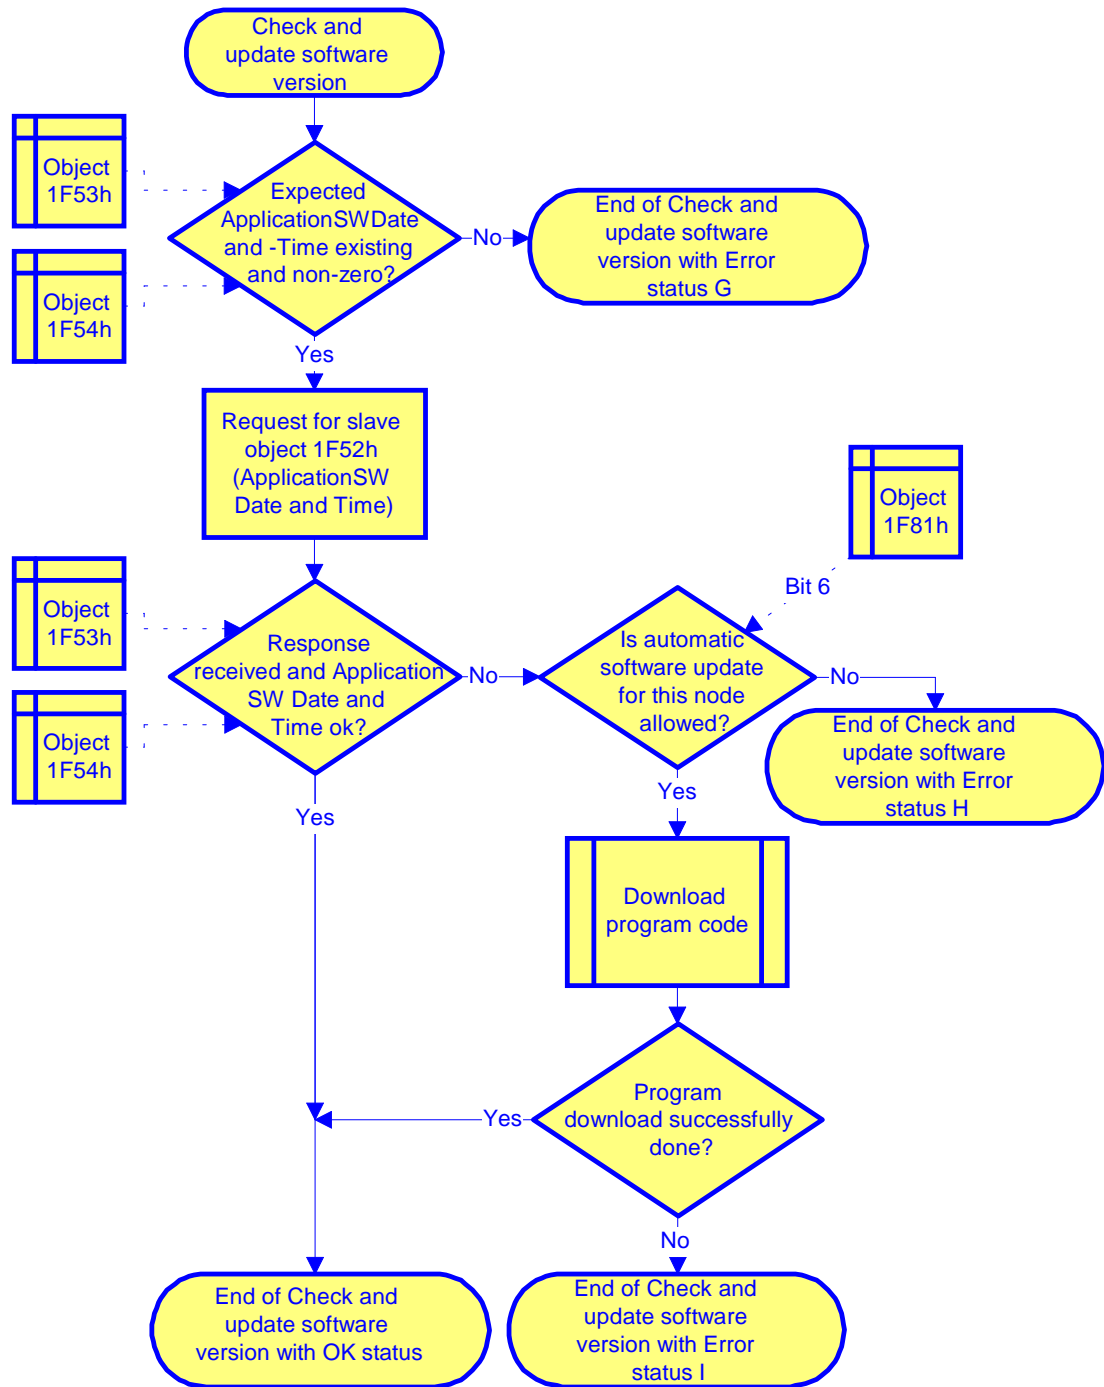 Check and
update software
version
Object
1F53h
Expected
ApplicationSWDate
and -Time existing
and non-zero?
No
End of Check and
update software
version with Error
status G
Object
1F54h
Yes
Request for slave
object 1F52h
(ApplicationSW
Date and Time)
Object
1F81h
Bit 6
Object
1F53h
Response
received and Application
SW Date and
Time ok?
No
Is automatic
software update
for this node
allowed?
No
End of Check and
update software
version with Error
status H
Object
1F54h
Yes
Yes
Download
program code
Program
download successfully
done?
Yes
No
End of Check and
update software
version with OK status
End of Check and
update software
version with Error
status I